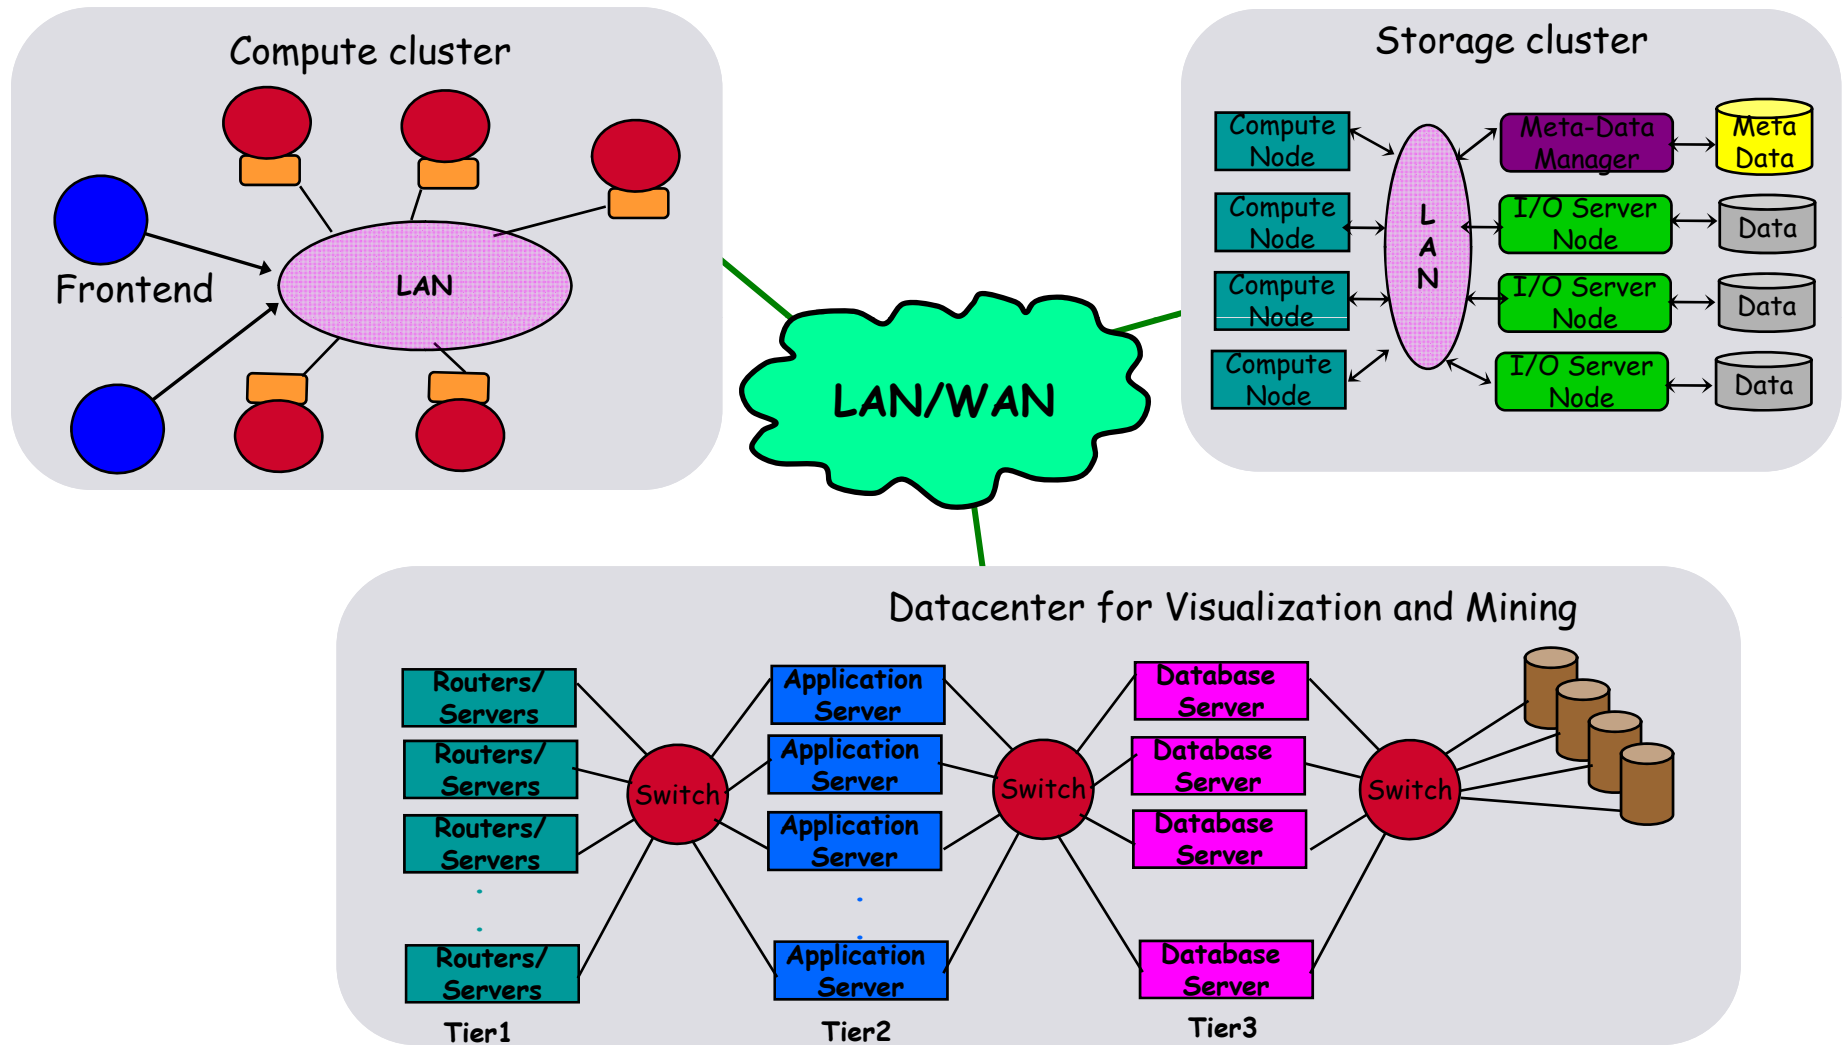 Compute cluster
Frontend
LAN
LAN/WAN
Storage cluster
Compute
Node
Compute
Node
Compute
Node
Compute
Node
L
A
N
Meta-Data
Manager
I/O Server
Node
I/O Server
Node
I/O Server
Node
Meta
Data
Data
Data
Data
Datacenter for Visualization and Mining
Routers/
Servers
Routers/
Servers
Routers/
Servers
.
.
Routers/
Servers
Tier1
Switch
Application
Server
Application
Server
Application
Server
.
.
Application
Server
Tier2
Switch
Database
Server
Database
Server
Database
Server
Database
Server
Tier3
Switch